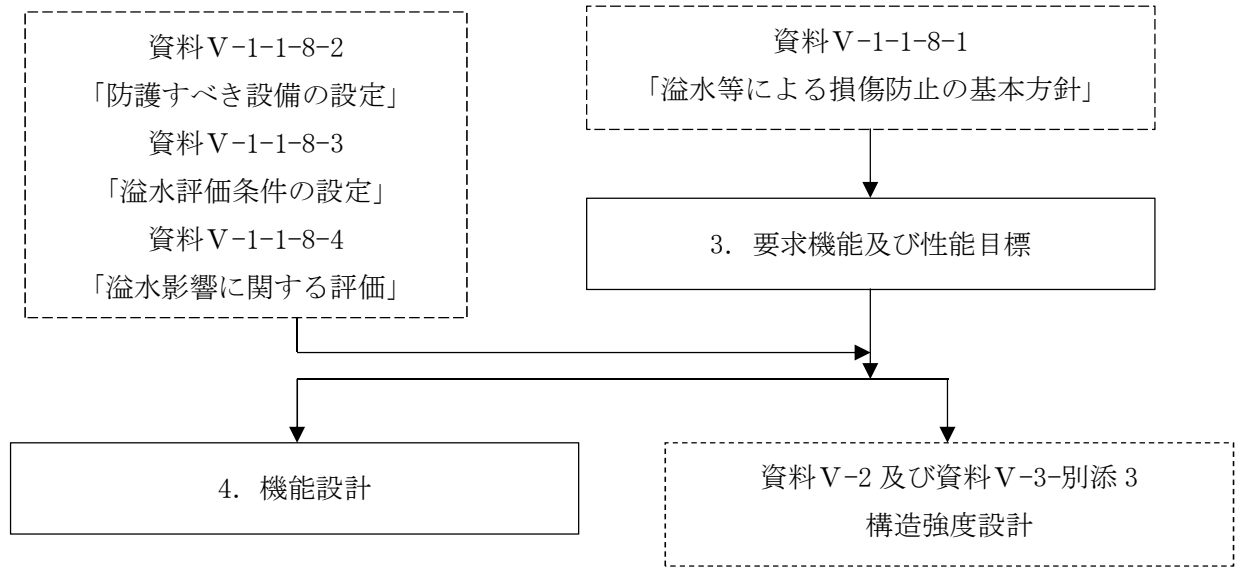 資料Ⅴ-1-1-8-2
「防護すべき設備の設定」
資料Ⅴ-1-1-8-3
「溢水評価条件の設定」
資料Ⅴ-1-1-8-4
「溢水影響に関する評価」
資料Ⅴ-1-1-8-1
「溢水等による損傷防止の基本方針」
3. 要求機能及び性能目標
4. 機能設計
資料Ⅴ-2 及び資料Ⅴ-3-別添 3
構造強度設計